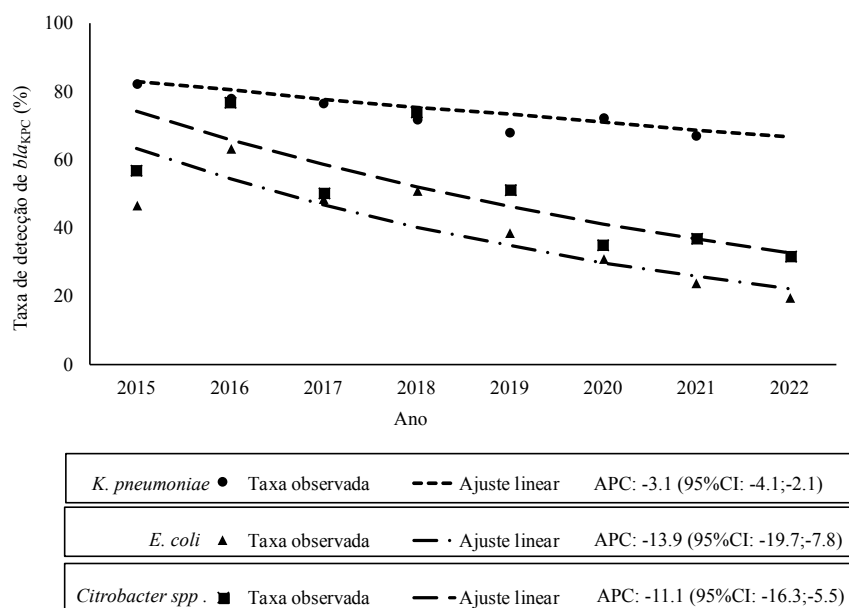 Taxa de detecção de blaKPC (%)
100
80
60
40
20
0
2015 2016 2017 2018 2019 2020 2021 2022
Ano
K. pneumoniae Taxa observada Ajuste linear APC: -3.1 (95%CI: -4.1;-2.1)
E. coli Taxa observada Ajuste linear APC: -13.9 (95%CI: -19.7;-7.8)
Citrobacter spp . Taxa observada Ajuste linear APC: -11.1 (95%CI: -16.3;-5.5)